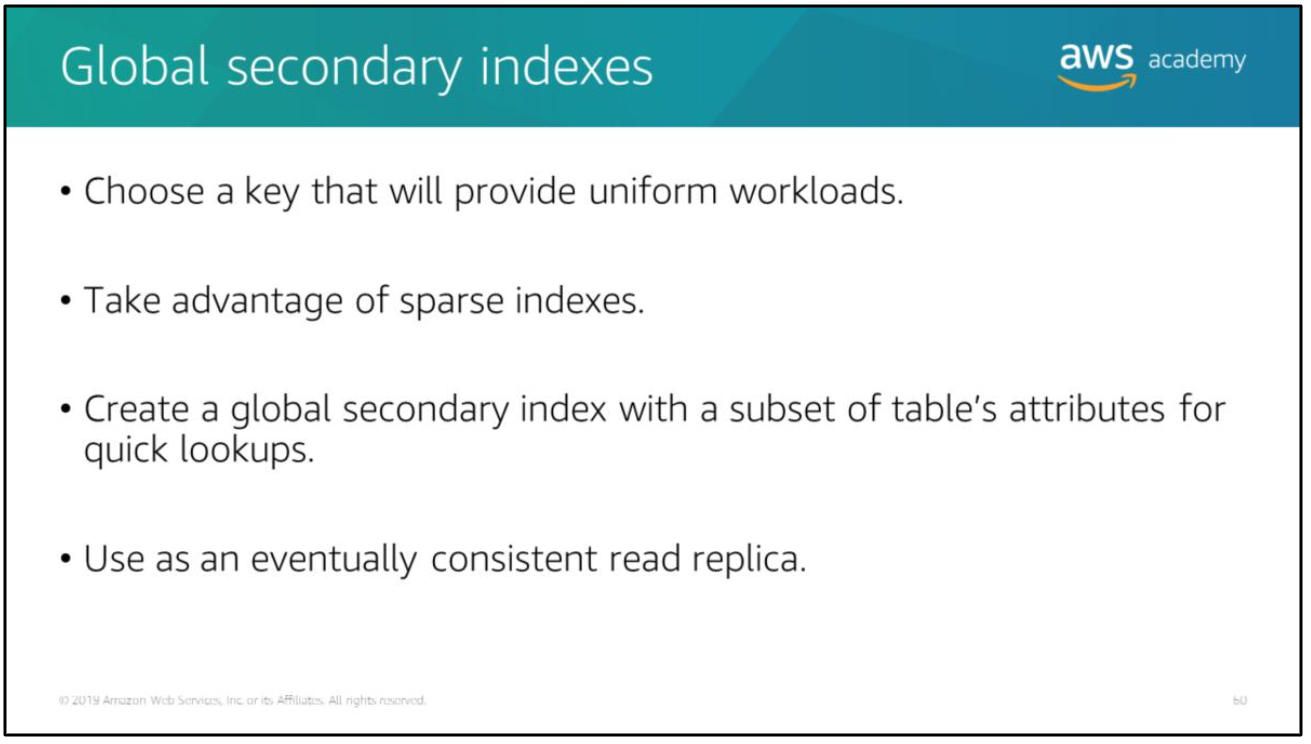 Global secondary indexes
aws academy
• Choose a key that will provide uniform workloads.
• Take advantage of sparse indexes.
• Create a global secondary index with a subset of table’s attributes for
quick lookups.
• Use as an eventually consistent read replica.
© 2019 Amazon Web Services, Inc. or its Affiliates. All rights reserved.
60